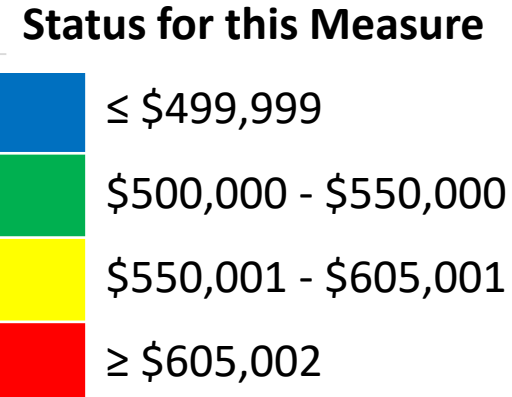 Status for this Measure
≤ $499,999
$500,000 - $550,000
$550,001 - $605,001
≥ $605,002